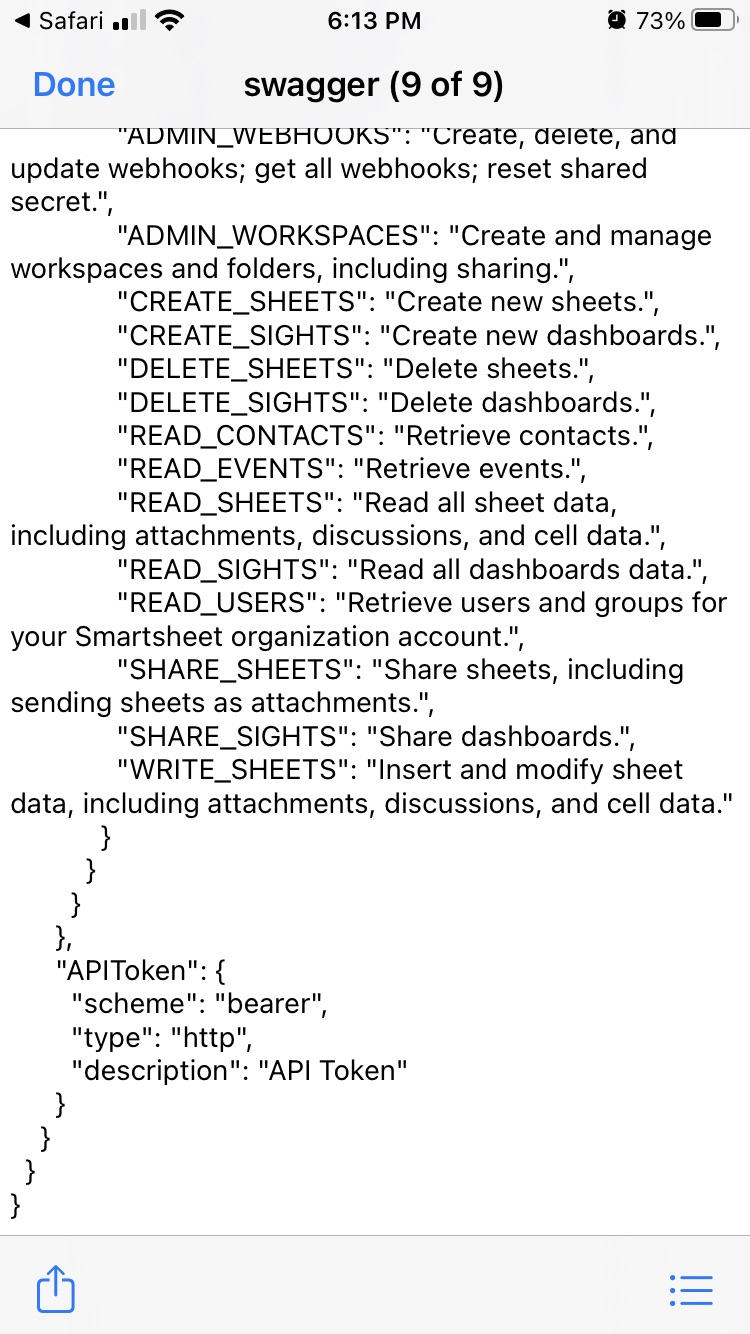 ◀ Safari
6:13 PM
73%
Done
swagger (9 of 9)
"ADMIN_WEBHOOKS": "Create, delete, and
update webhooks; get all webhooks; reset shared
secret.",
"ADMIN_WORKSPACES": "Create and manage
workspaces and folders, including sharing.",
"CREATE_SHEETS": "Create new sheets.",
"CREATE_SIGHTS": "Create new dashboards.",
"DELETE_SHEETS": "Delete sheets.",
"DELETE_SIGHTS": "Delete dashboards.",
"READ_CONTACTS": "Retrieve contacts.",
"READ_EVENTS": "Retrieve events.",
"READ_SHEETS": "Read all sheet data,
including attachments, discussions, and cell data.",
"READ_SIGHTS": "Read all dashboards data.",
"READ_USERS": "Retrieve users and groups for
your Smartsheet organization account.",
"SHARE_SHEETS": "Share sheets, including
sending sheets as attachments.",
"SHARE_SIGHTS": "Share dashboards.",
"WRITE_SHEETS": "Insert and modify sheet
data, including attachments, discussions, and cell data."
}
}
}
},
"APIToken": {
"scheme": "bearer",
"type": "http",
"description": "API Token"
}
}
}
}